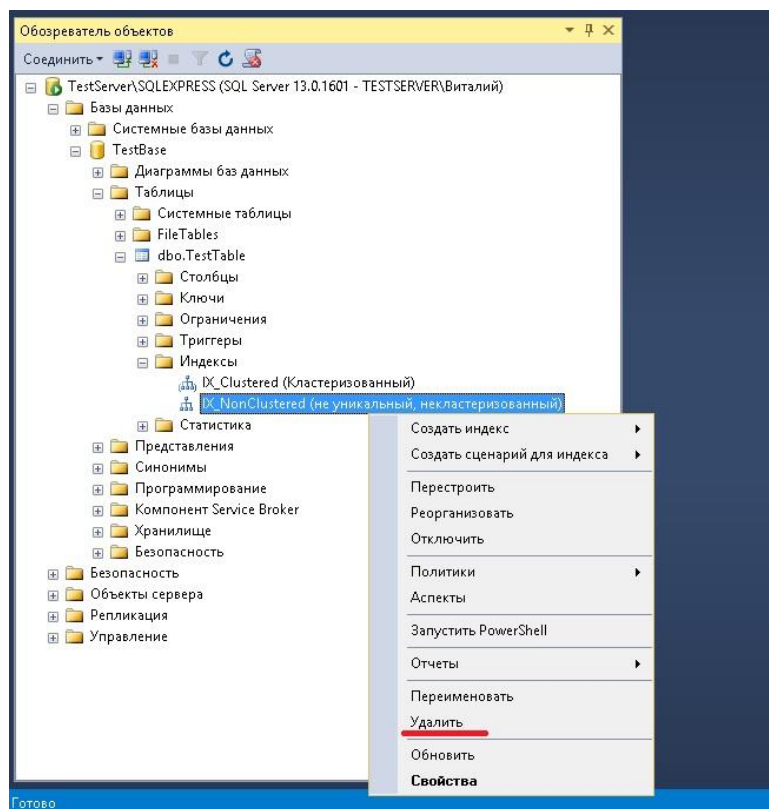 Обозреватель объектов
Соединить
TestServer\SQLEXPRESS (SQL Server 13.0.1601 - TESTSERVER\Виталий)
Базы данных
Системные базы данных
TestBase
Диаграммы баз данных
Таблицы
Системные таблицы
FileTables
dbo.TestTable
Столбцы
Ключи
Ограничения
Триггеры
Индексы
IX_Clustered (Кластеризованный)
IX_NonClustered (не уникальный, некластеризованный)
Статистика
Представления
Синонимы
Программирование
Компонент Service Broker
Хранилище
Безопасность
Безопасность
Объекты сервера
Репликация
Управление
Создать индекс
Создать сценарий для индекса
Перестроить
Реорганизовать
Отключить
Политики
Аспекты
Запустить PowerShell
Отчеты
Переименовать
Удалить
Обновить
Свойства
Готово